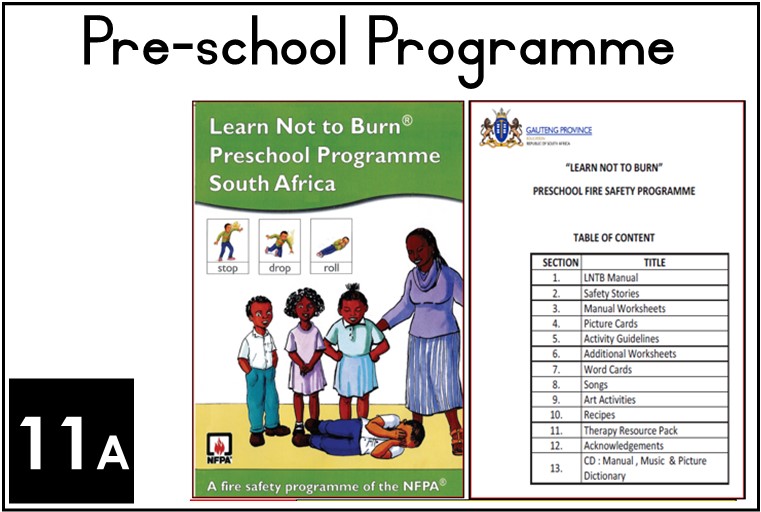 Pre-school Programme
Learn Not to Burn®
Preschool Programme
South Africa
stop drop roll
NFPA®
A fire safety programme of the NFPA®
11A
GAUTENG PROVINCE
REPUBLIC OF SOUTH AFRICA
“LEARN NOT TO BURN”
PRESCHOOL FIRE SAFETY PROGRAMME
TABLE OF CONTENT
SECTION TITLE
1. LNTB Manual
2. Safety Stories
3. Manual Worksheets
4. Picture Cards
5. Activity Guidelines
6. Additional Worksheets
7. Word Cards
8. Songs
9. Art Activities
10. Recipes
11. Therapy Resource Pack
12. Acknowledgements
13. CD : Manual , Music & Picture
Dictionary